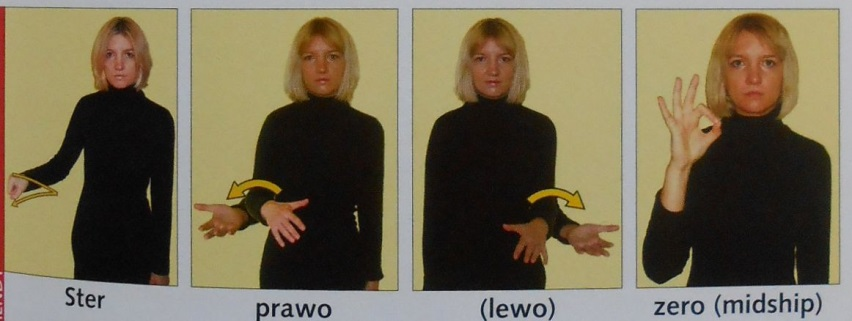 Ster
prawo
(lewo)
zero (midship)